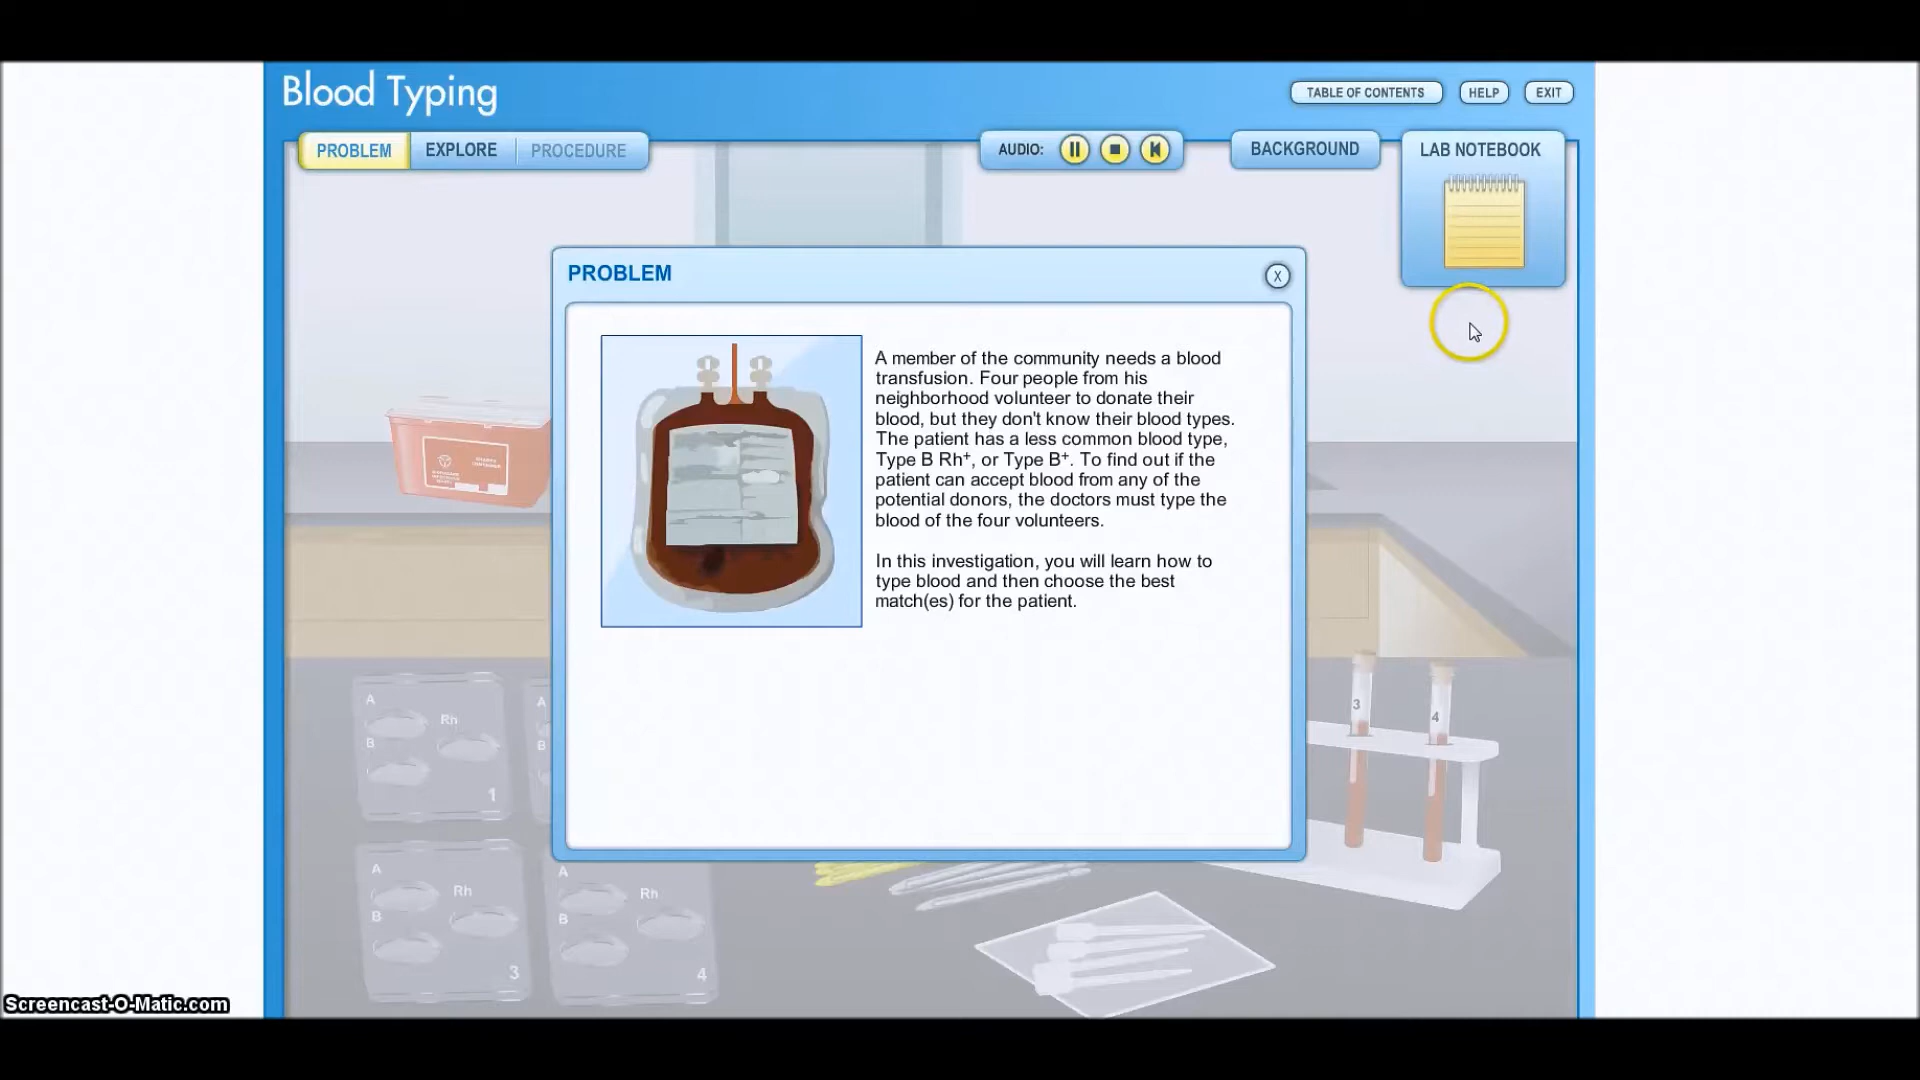 Blood Typing
TABLE OF CONTENTS
HELP
EXIT
PROBLEM
EXPLORE
PROCEDURE
AUDIO:
BACKGROUND
LAB NOTEBOOK
PROBLEM
X
A member of the community needs a blood
transfusion. Four people from his
neighborhood volunteer to donate their
blood, but they don't know their blood types.
The patient has a less common blood type,
Type B Rh⁺, or Type B⁺. To find out if the
patient can accept blood from any of the
potential donors, the doctors must type the
blood of the four volunteers.
In this investigation, you will learn how to
type blood and then choose the best
match(es) for the patient.
A
Rh
B
1
A
B
3
4
A
Rh
B
3
A
Rh
B
4
Screencast-O-Matic.com